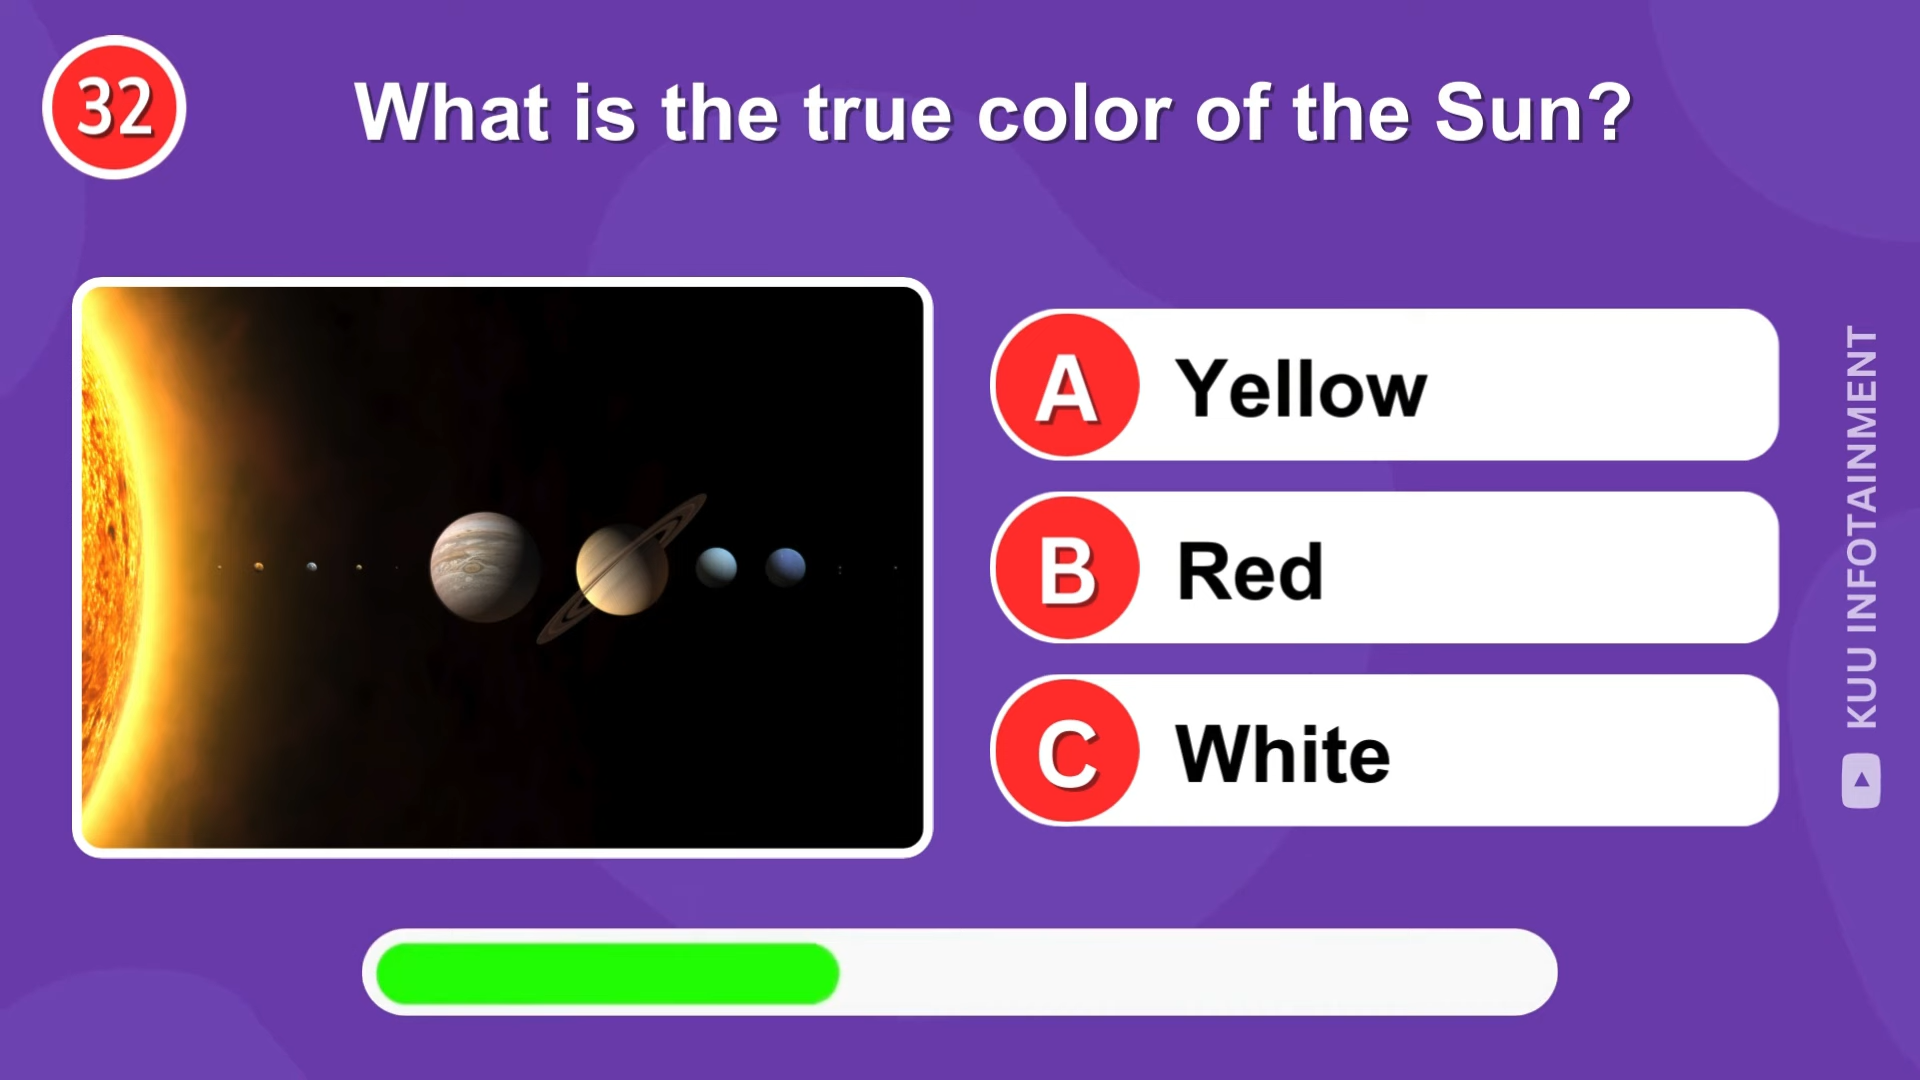 32
What is the true color of the Sun?
A Yellow
B Red
C White
KUU INFOTAINMENT